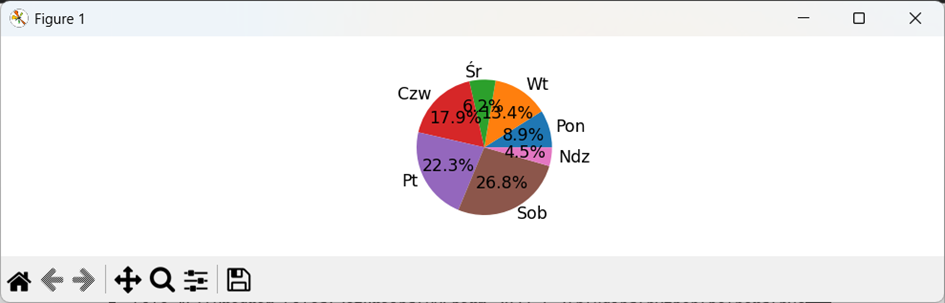 Figure 1
Śr
Wt
Czw
6.2%
13.4%
17.9%
Pon
8.9%
4.5%
Ndz
22.3%
Pt
26.8%
Sob